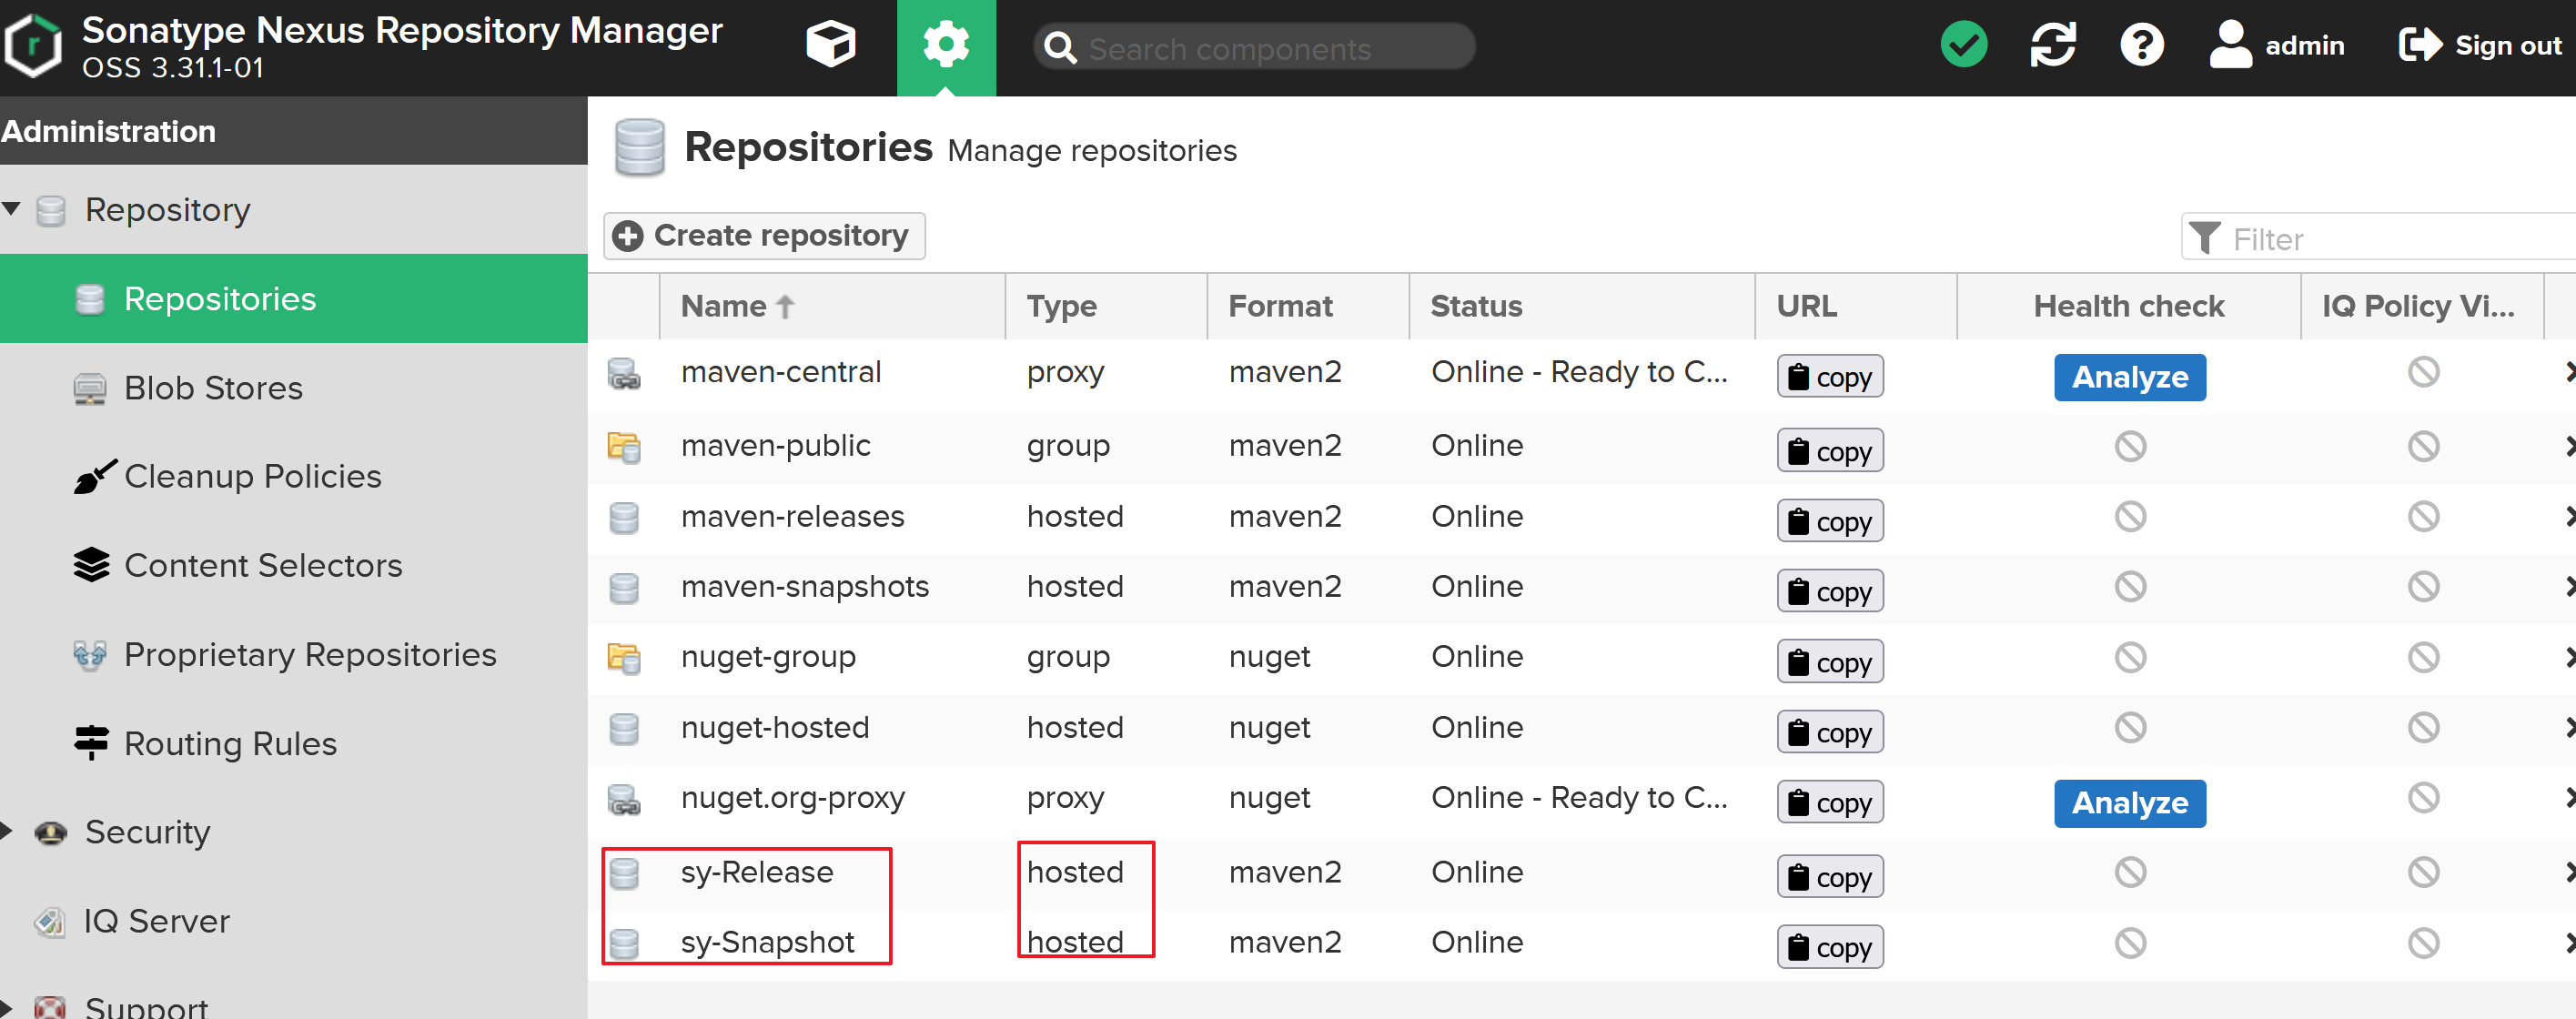 Sonatype Nexus Repository Manager
OSS 3.31.1-01
Search components
admin
Sign out
Administration
Repository
Repositories
Blob Stores
Cleanup Policies
Content Selectors
Proprietary Repositories
Routing Rules
Security
IQ Server
Support
Repositories Manage repositories
Create repository
Filter
Name Type Format Status URL Health check IQ Policy Vi...
maven-central proxy maven2 Online - Ready to C... copy Analyze
maven-public group maven2 Online copy
maven-releases hosted maven2 Online copy
maven-snapshots hosted maven2 Online copy
nuget-group group nuget Online copy
nuget-hosted hosted nuget Online copy
nuget.org-proxy proxy nuget Online - Ready to C... copy Analyze
sy-Release hosted maven2 Online copy
sy-Snapshot hosted maven2 Online copy